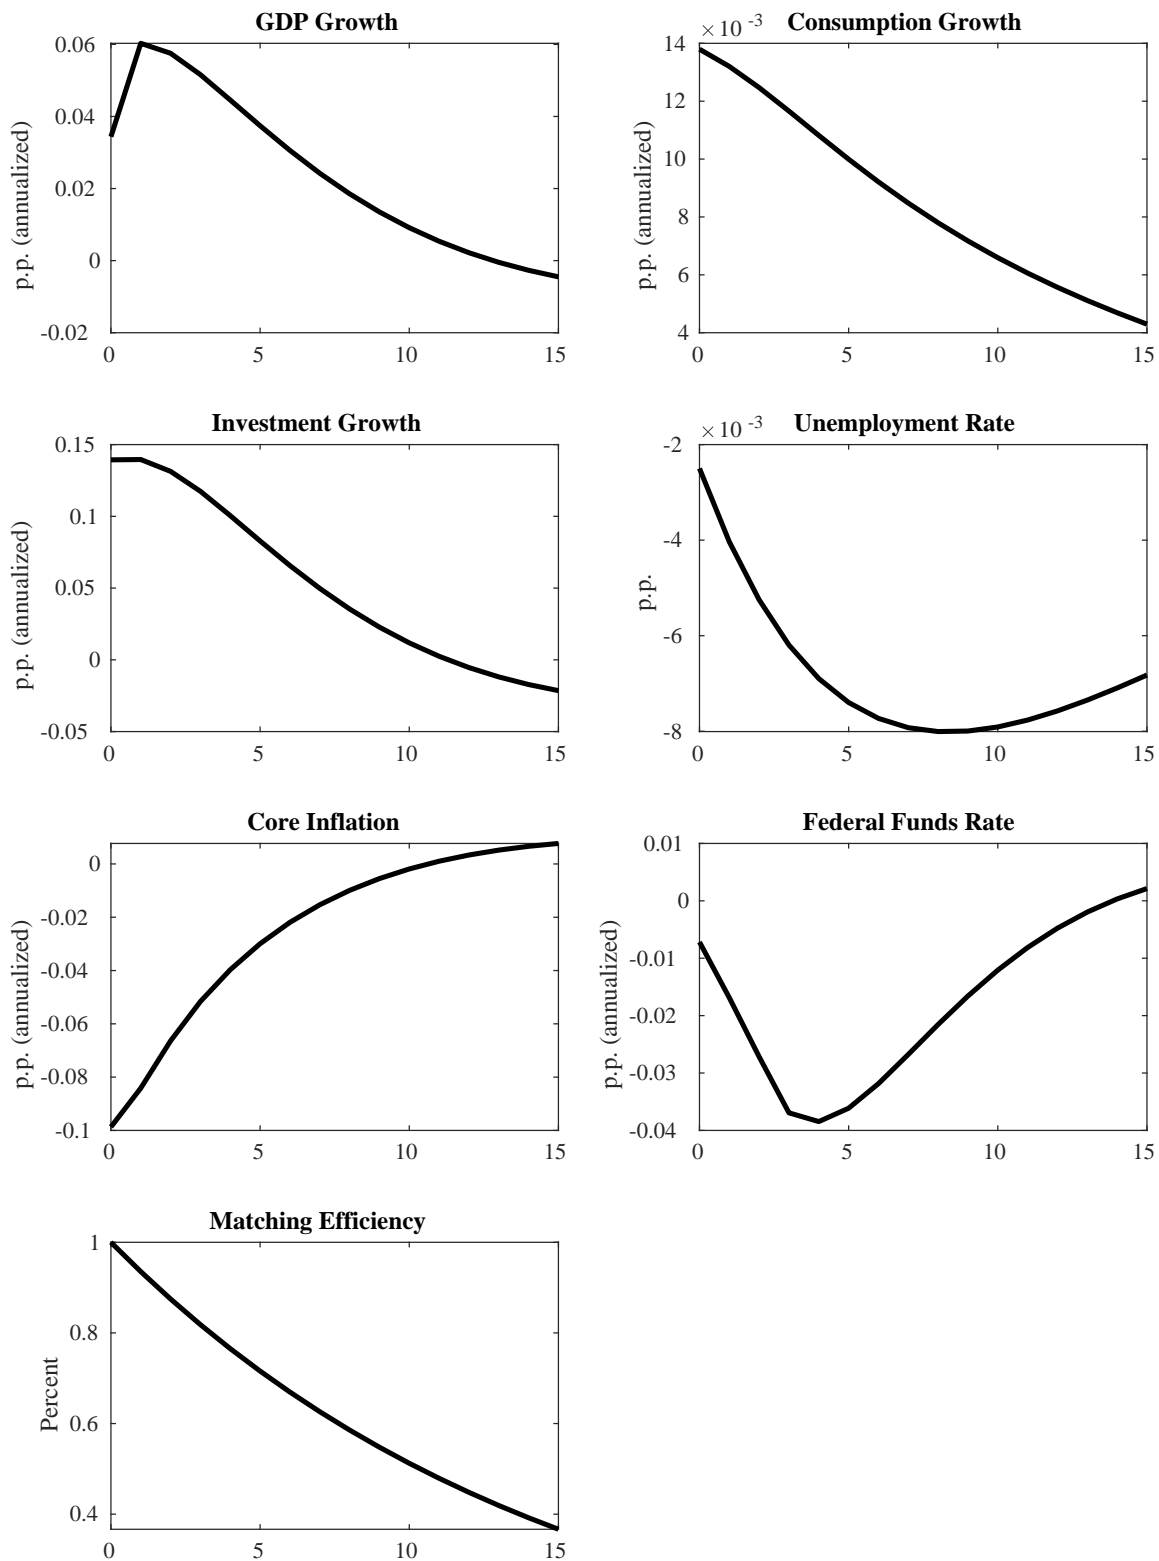 GDP Growth
0.06
0.04
0.02
0
-0.02
p.p. (annualized)
0 5 10 15
Consumption Growth
×10 -3
14
12
10
8
6
4
p.p. (annualized)
0 5 10 15
Investment Growth
0.15
0.1
0.05
0
-0.05
p.p. (annualized)
0 5 10 15
Unemployment Rate
×10 -3
-2
-4
-6
-8
p.p.
0 5 10 15
Core Inflation
0
-0.02
-0.04
-0.06
-0.08
-0.1
p.p. (annualized)
0 5 10 15
Federal Funds Rate
0.01
0
-0.01
-0.02
-0.03
-0.04
p.p. (annualized)
0 5 10 15
Matching Efficiency
1
0.8
0.6
0.4
Percent
0 5 10 15